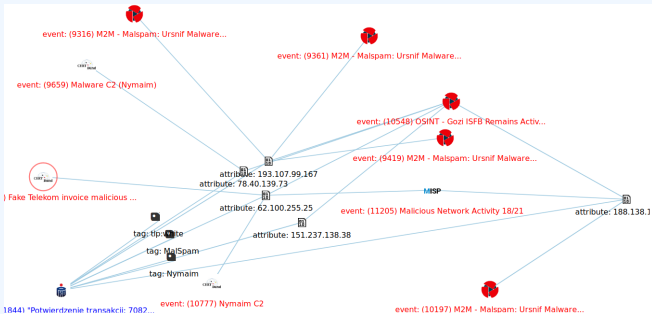 event: (9316) M2M - Malspam: Ursnif Malware...
event: (9361) M2M - Malspam: Ursnif Malware...
event: (9659) Malware C2 (Nymaim)
event: (10548) OSINT - Gozi ISFB Remains Activ...
event: (9419) M2M - Malspam: Ursnif Malware...
attribute: 193.107.99.167
attribute: 78.40.139.73
) Fake Telekom invoice malicious ...
attribute: 62.100.255.25
MISP
event: (11205) Malicious Network Activity 18/21
attribute: 188.138.1
tag: tlp:white
attribute: 151.237.138.38
tag: MalSpam
tag: Nymaim
event: (10777) Nymaim C2
1844) "Potwierdzenie transakcji: 7082...
event: (10197) M2M - Malspam: Ursnif Malware...